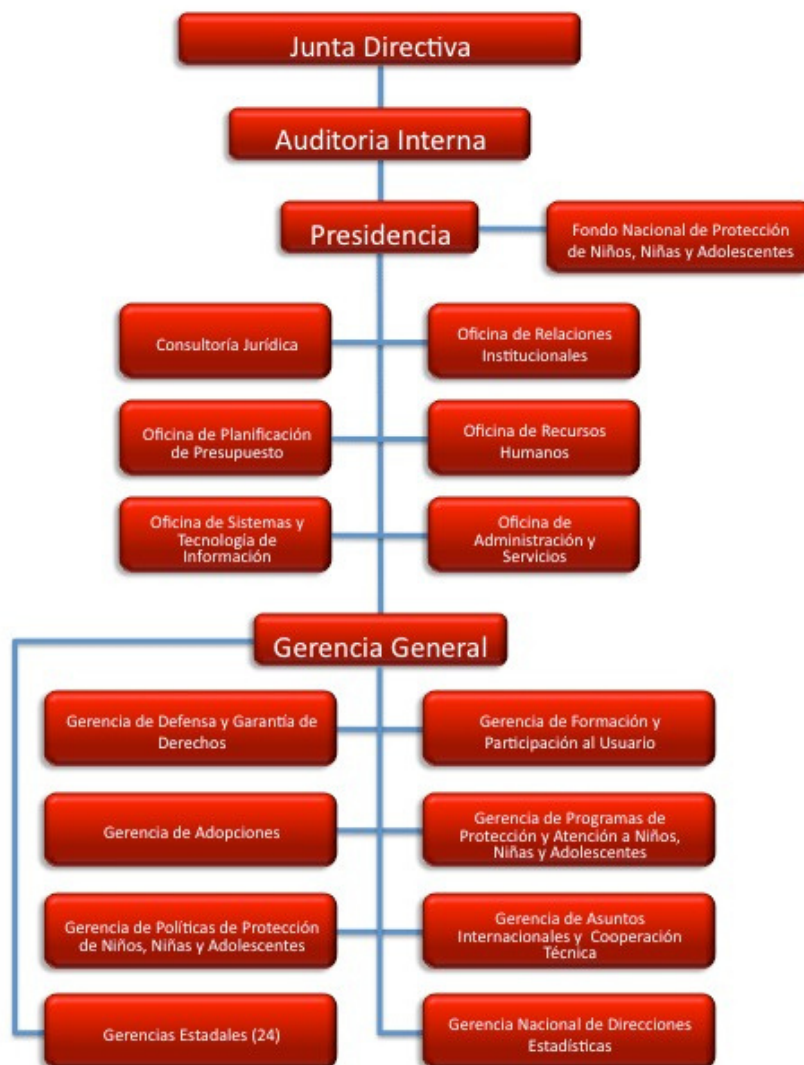 Junta Directiva
Auditoria Interna
Presidencia
Fondo Nacional de Protección
de Niños, Niñas y Adolescentes
Consultoría Jurídica
Oficina de Relaciones
Institucionales
Oficina de Planificación
de Presupuesto
Oficina de Recursos
Humanos
Oficina de Sistemas y
Tecnología de
Información
Oficina de
Administración y
Servicios
Gerencia General
Gerencia de Defensa y Garantía de
Derechos
Gerencia de Formación y
Participación al Usuario
Gerencia de Adopciones
Gerencia de Programas de
Protección y Atención a Niños,
Niñas y Adolescentes
Gerencia de Políticas de Protección
de Niños, Niñas y Adolescentes
Gerencia de Asuntos
Internacionales y Cooperación
Técnica
Gerencias Estadales (24)
Gerencia Nacional de Direcciones
Estadísticas